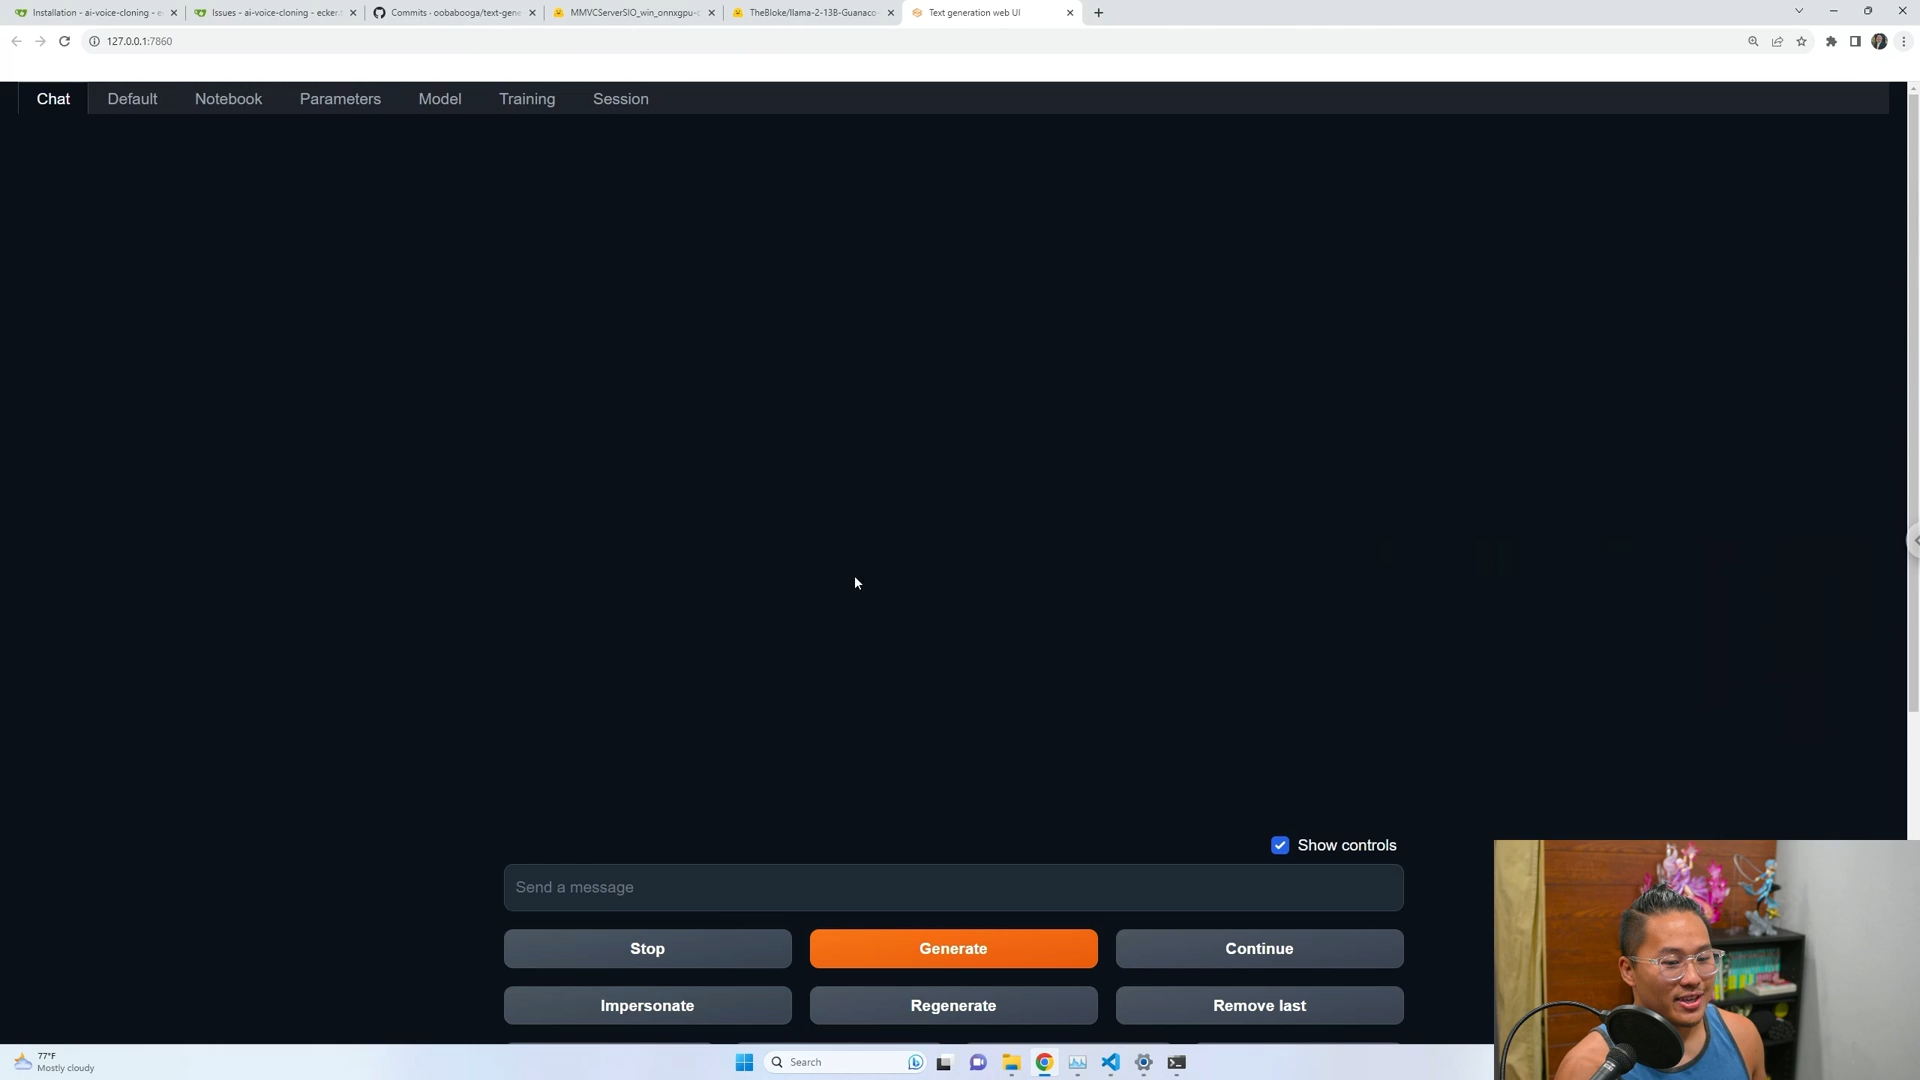 Installation - ai-voice-cloning - e
Issues - ai-voice-cloning - ecker.t
Commits · oobabooga/text-gene
MMVCServerSIO_win_onnxgpu-c
TheBloke/llama-2-13B-Guanaco-
Text generation web UI
127.0.0.1:7860
Chat
Default
Notebook
Parameters
Model
Training
Session
Show controls
Send a message
Stop
Generate
Continue
Impersonate
Regenerate
Remove last
77°F
Mostly cloudy
Search